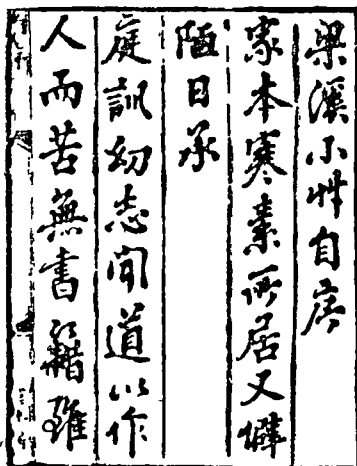 梁溪小艸自序
家本寒素所居又僻
陋日承
庭訓幼志聞道以作
人而苦無書籍雖